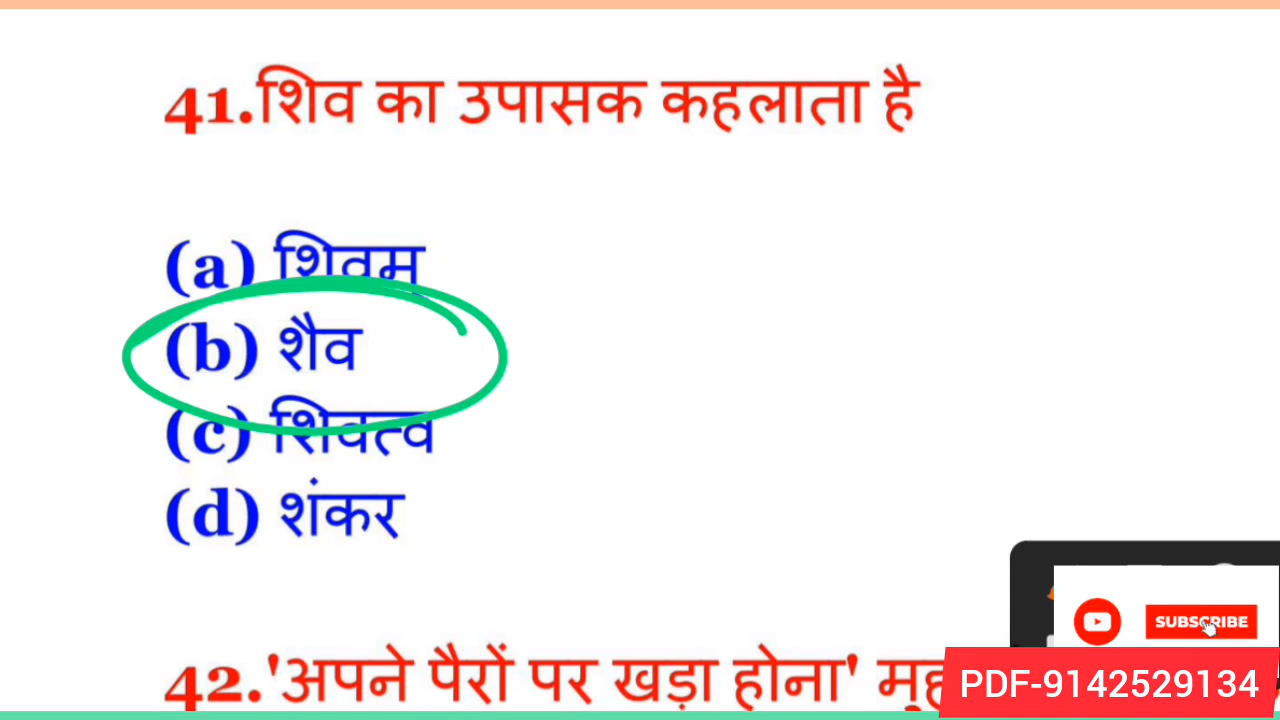 41.शिव का उपासक कहलाता है
(a) शिवम
(b) शैव
(c) शिवत्व
(d) शंकर
42.'अपने पैरों पर खड़ा होना'
SUBSCRIBE
PDF-9142529134